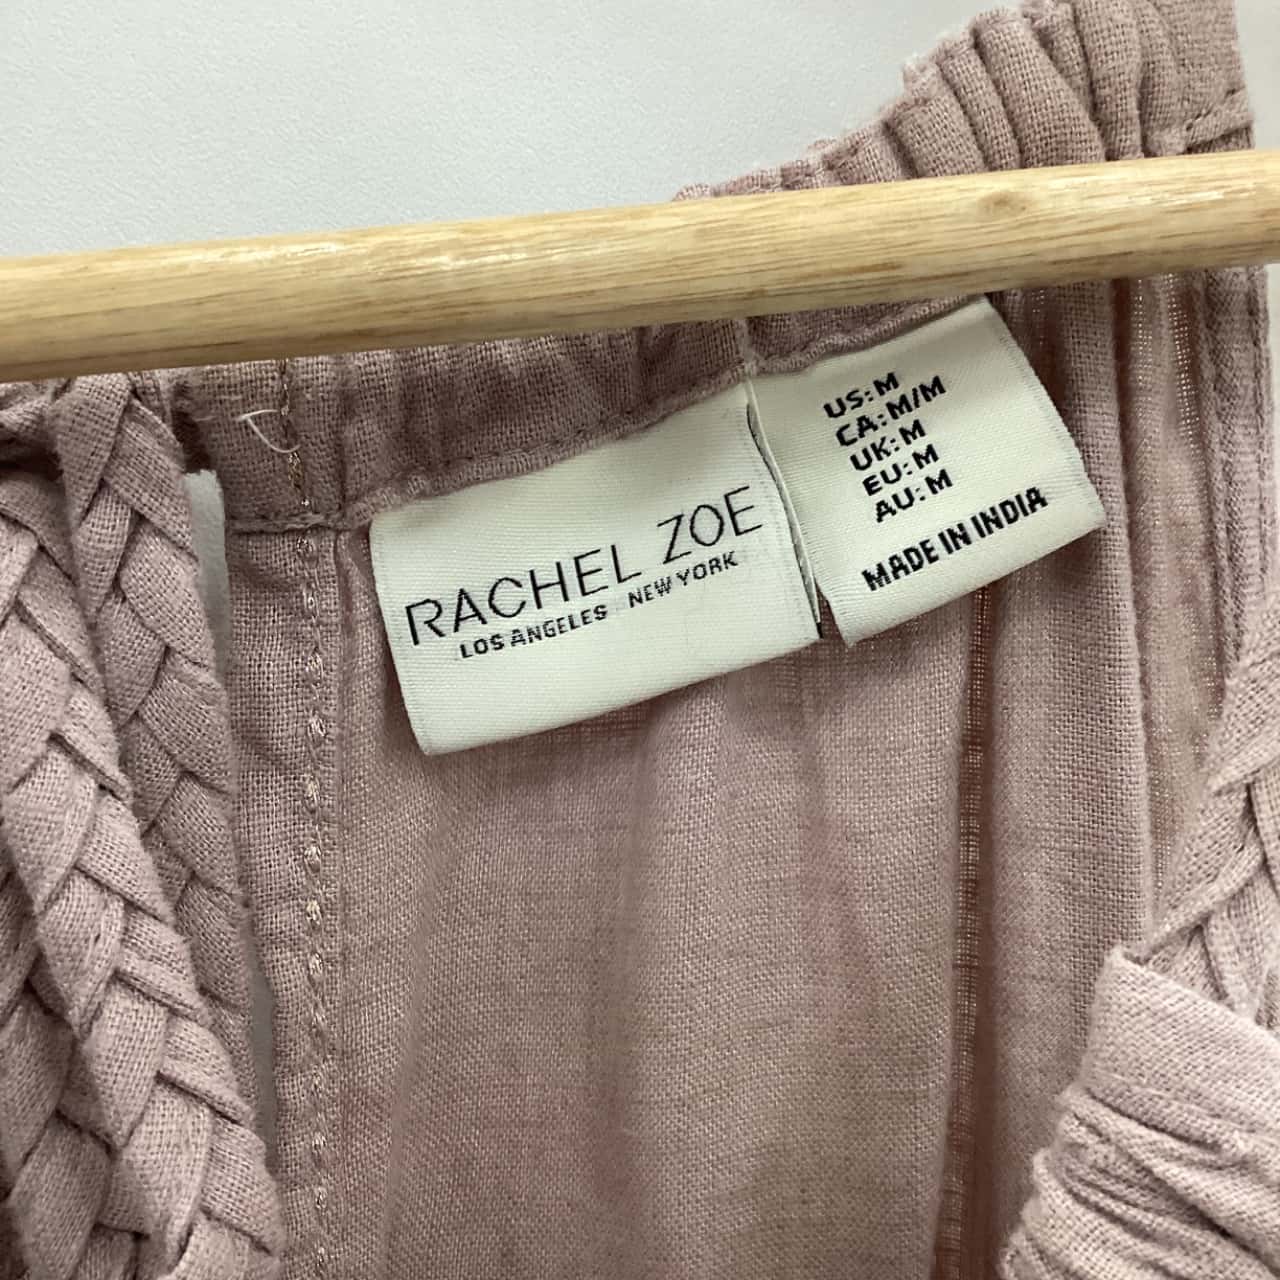 RACHEL ZOE
LOS ANGELES NEW YORK
US: M
CA: M/M
UK: M
EU: M
AU: M
MADE IN INDIA